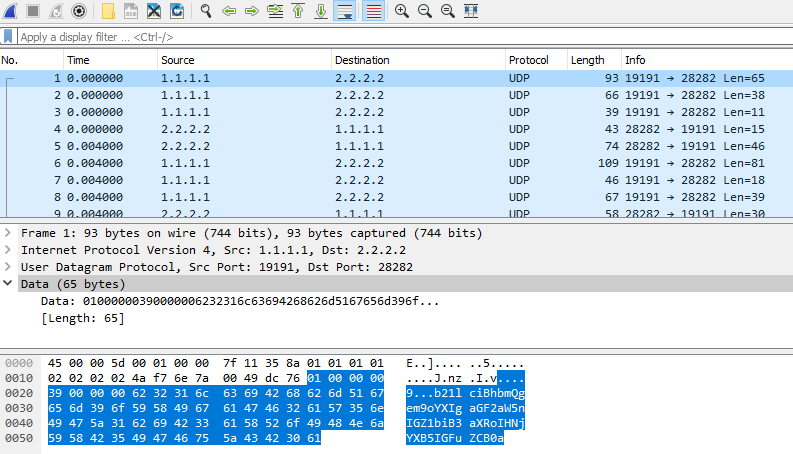 Apply a display filter ... <Ctrl-/>
No. Time Source Destination Protocol Length Info
1 0.000000 1.1.1.1 2.2.2.2 UDP 93 19191 → 28282 Len=65
2 0.000000 1.1.1.1 2.2.2.2 UDP 66 19191 → 28282 Len=38
3 0.000000 1.1.1.1 2.2.2.2 UDP 39 19191 → 28282 Len=11
4 0.000000 2.2.2.2 1.1.1.1 UDP 43 28282 → 19191 Len=15
5 0.004000 2.2.2.2 1.1.1.1 UDP 74 28282 → 19191 Len=46
6 0.004000 1.1.1.1 2.2.2.2 UDP 109 19191 → 28282 Len=81
7 0.004000 1.1.1.1 2.2.2.2 UDP 46 19191 → 28282 Len=18
8 0.004000 1.1.1.1 2.2.2.2 UDP 67 19191 → 28282 Len=39
9 0.004000 2.2.2.2 1.1.1.1 UDP 58 28282 → 19191 Len=30
Frame 1: 93 bytes on wire (744 bits), 93 bytes captured (744 bits)
Internet Protocol Version 4, Src: 1.1.1.1, Dst: 2.2.2.2
User Datagram Protocol, Src Port: 19191, Dst Port: 28282
Data (65 bytes)
Data: 01000000390000006232316c63694268626d5167656d396f...
[Length: 65]
0000 45 00 00 5d 00 01 00 00 7f 11 35 8a 01 01 01 01 E..].... ..5.....
0010 02 02 02 02 4a f7 6e 7a 00 49 dc 76 01 00 00 00 ....J.nz .I.v....
0020 39 00 00 00 62 32 31 6c 63 69 42 68 62 6d 51 67 9...b21l ciBhbmQg
0030 65 6d 39 6f 59 58 49 67 61 47 46 32 61 57 35 6e em9oYXIg aGF2aW5n
0040 49 47 5a 31 62 69 42 33 61 58 52 6f 49 48 4e 6a IGZ1biB3 aXRoIHNj
0050 59 58 42 35 49 47 46 75 5a 43 42 30 61 YXB5IGFu ZCB0a